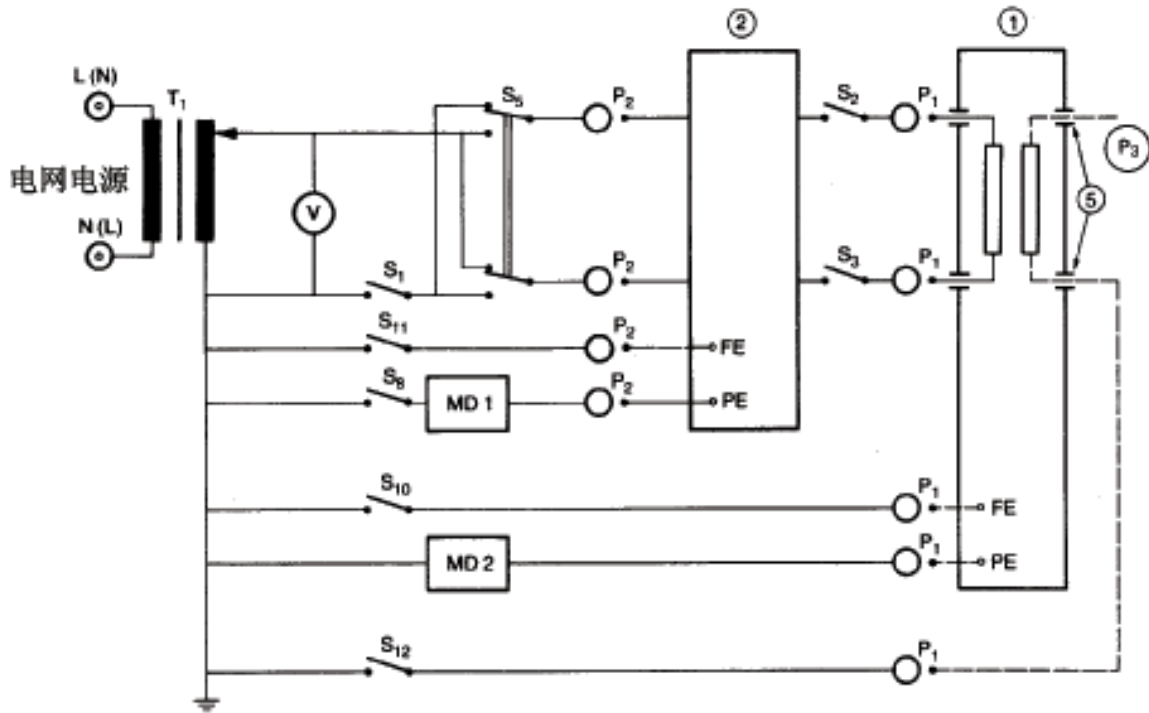 ②
①
L (N)
T₁
S₅
P₂
S₂
P₁
P₃
电网电源
V
⑤
N (L)
S₁
P₂
S₃
P₁
S₁₁
P₂
FE
S₈
MD 1
P₂
PE
S₁₀
P₁
FE
MD 2
P₁
PE
S₁₂
P₁